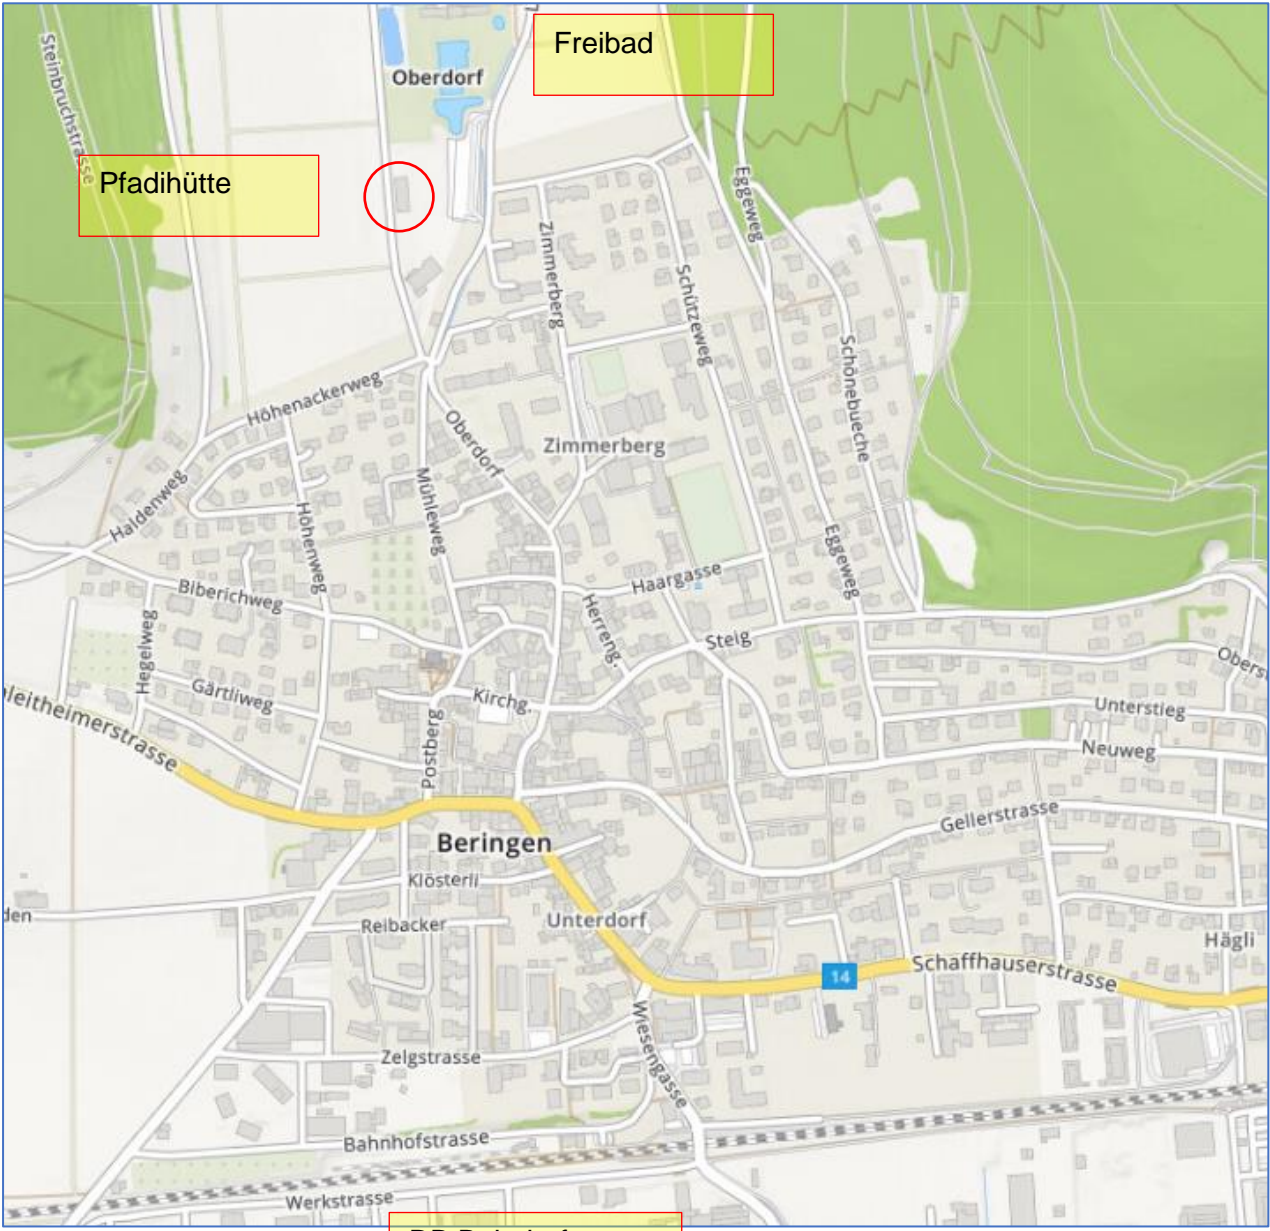 Freibad
Steinbruchstrasse
Oberdorf
Pfadihütte
Eggeweg
Zimmerberg
Schützeweg
Schönebueche
Höhenackerweg
Oberdorf
Zimmerberg
Haldenweg
Mühleweg
Höhenweg
Eggeweg
Haargasse
Biberichweg
Herreng.
Hegelweg
Steig
Gärtliweg
Kirchg.
Unterstieg
leitheimerstrasse
Postberg
Neuweg
Gellerstrasse
Beringen
Klösterli
Reibacker
Unterdorf
Hägli
14
Schaffhauserstrasse
Wiesengasse
Zelgstrasse
Bahnhofstrasse
Werkstrasse